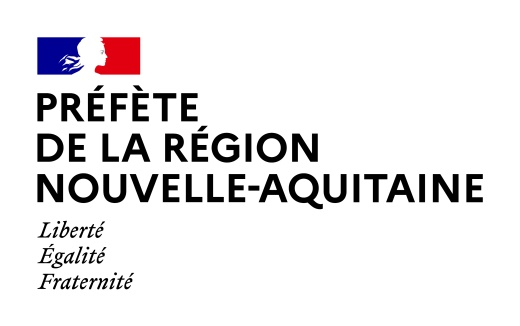 PRÉFÈTE
DE LA RÉGION
NOUVELLE-AQUITAINE
Liberté
Égalité
Fraternité